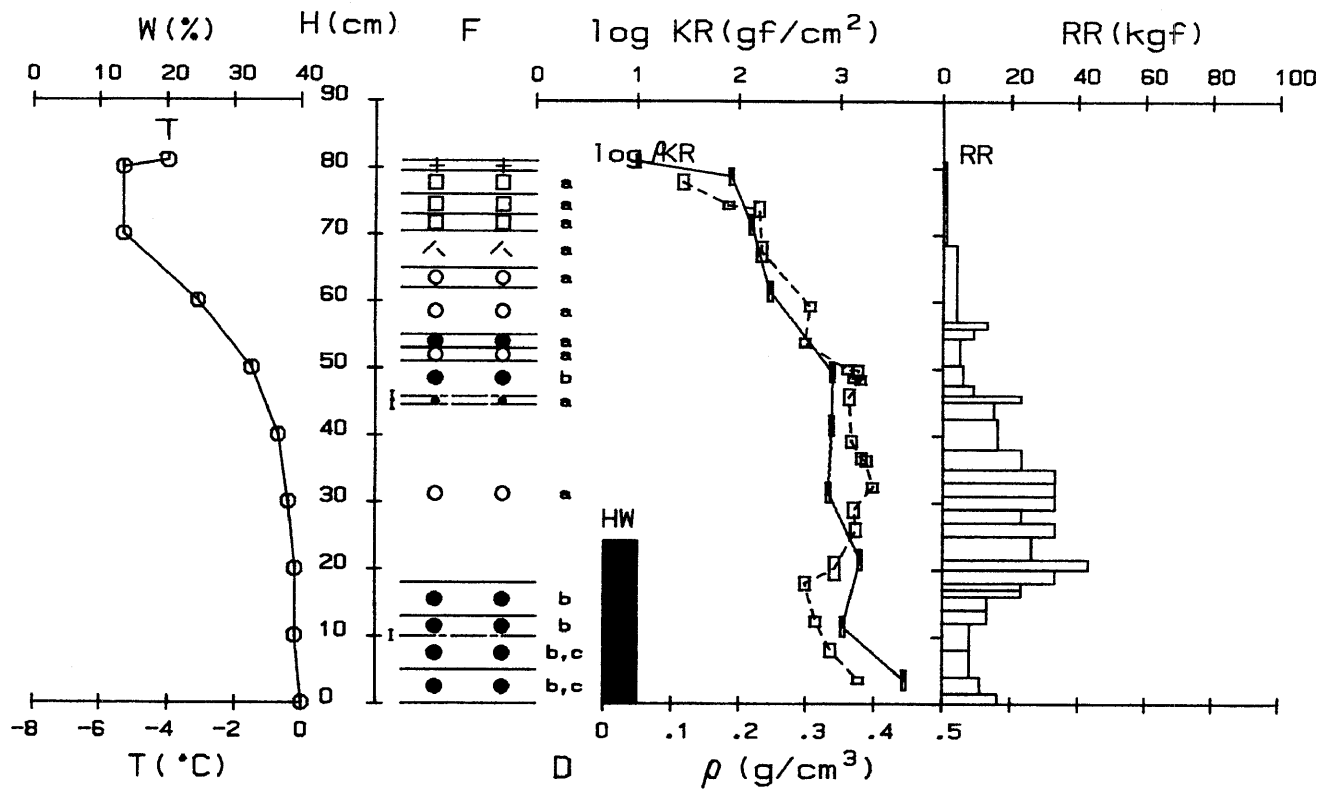 W(%) H(cm) F log KR(gf/cm²) RR(kgf)
0 10 20 30 40 0 1 2 3 0 20 40 60 80 100
90
T log ρKR RR
80
a
a
70 a
a
60 a
a
a
50 b
I a
40
30 a
HW
20
b
10 I b
b,c
0 b,c
-8 -6 -4 -2 0 0 .1 .2 .3 .4 .5
T(°C) D ρ (g/cm³)